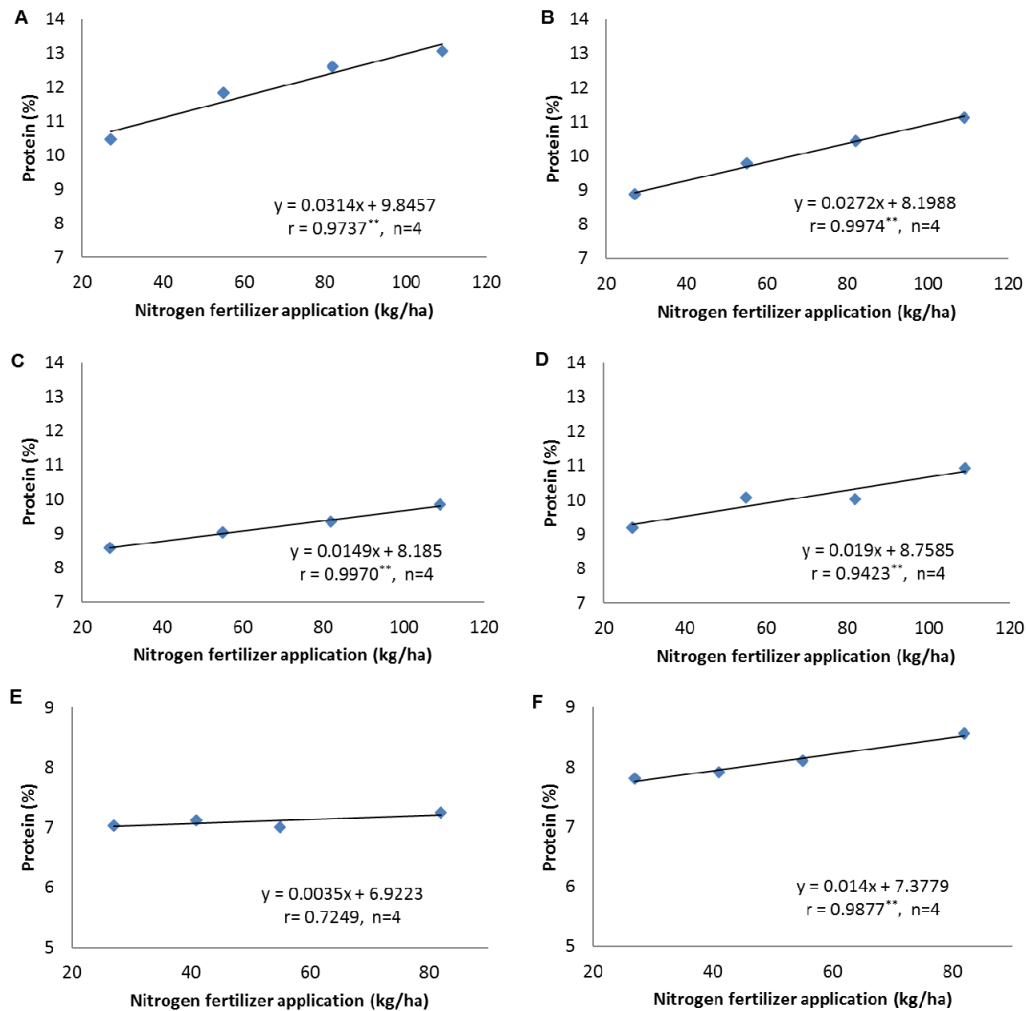 A
14
13
12
11
10
9
8
7
Protein (%)
y = 0.0314x + 9.8457
r = 0.9737**, n=4
20 40 60 80 100 120
Nitrogen fertilizer application (kg/ha)
B
14
13
12
11
10
9
8
7
Protein (%)
y = 0.0272x + 8.1988
r= 0.9974**, n=4
20 40 60 80 100 120
Nitrogen fertilizer application (kg/ha)
C
14
13
12
11
10
9
8
7
Protein (%)
y = 0.0149x + 8.185
r = 0.9970**, n=4
20 40 60 80 100 120
Nitrogen fertilizer application (kg/ha)
D
14
13
12
11
10
9
8
7
Protein (%)
y = 0.019x + 8.7585
r = 0.9423**, n=4
20 40 60 80 100 120
Nitrogen fertilizer application (kg/ha)
E
9
8
7
6
5
Protein (%)
y = 0.0035x + 6.9223
r= 0.7249, n=4
20 40 60 80
Nitrogen fertilizer application (kg/ha)
F
9
8
7
6
5
Protein (%)
y = 0.014x + 7.3779
r = 0.9877**, n=4
20 40 60 80
Nitrogen fertilizer application (kg/ha)